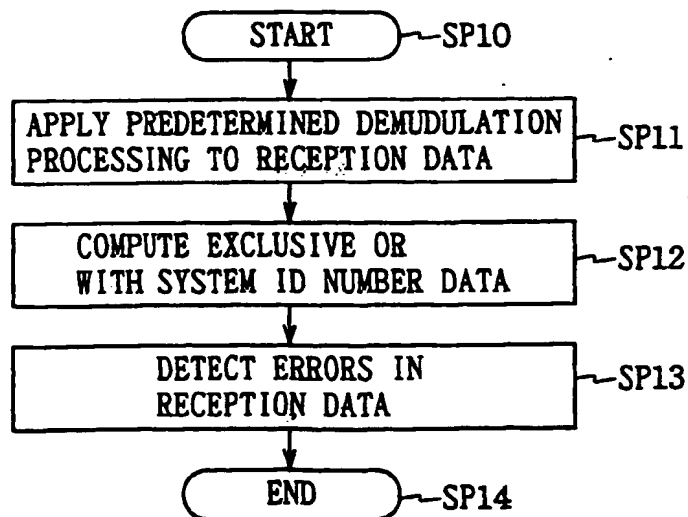 START SP10
APPLY PREDETERMINED DEMUDULATION
PROCESSING TO RECEPTION DATA
SP11
COMPUTE EXCLUSIVE OR
WITH SYSTEM ID NUMBER DATA
SP12
DETECT ERRORS IN
RECEPTION DATA
SP13
END SP14